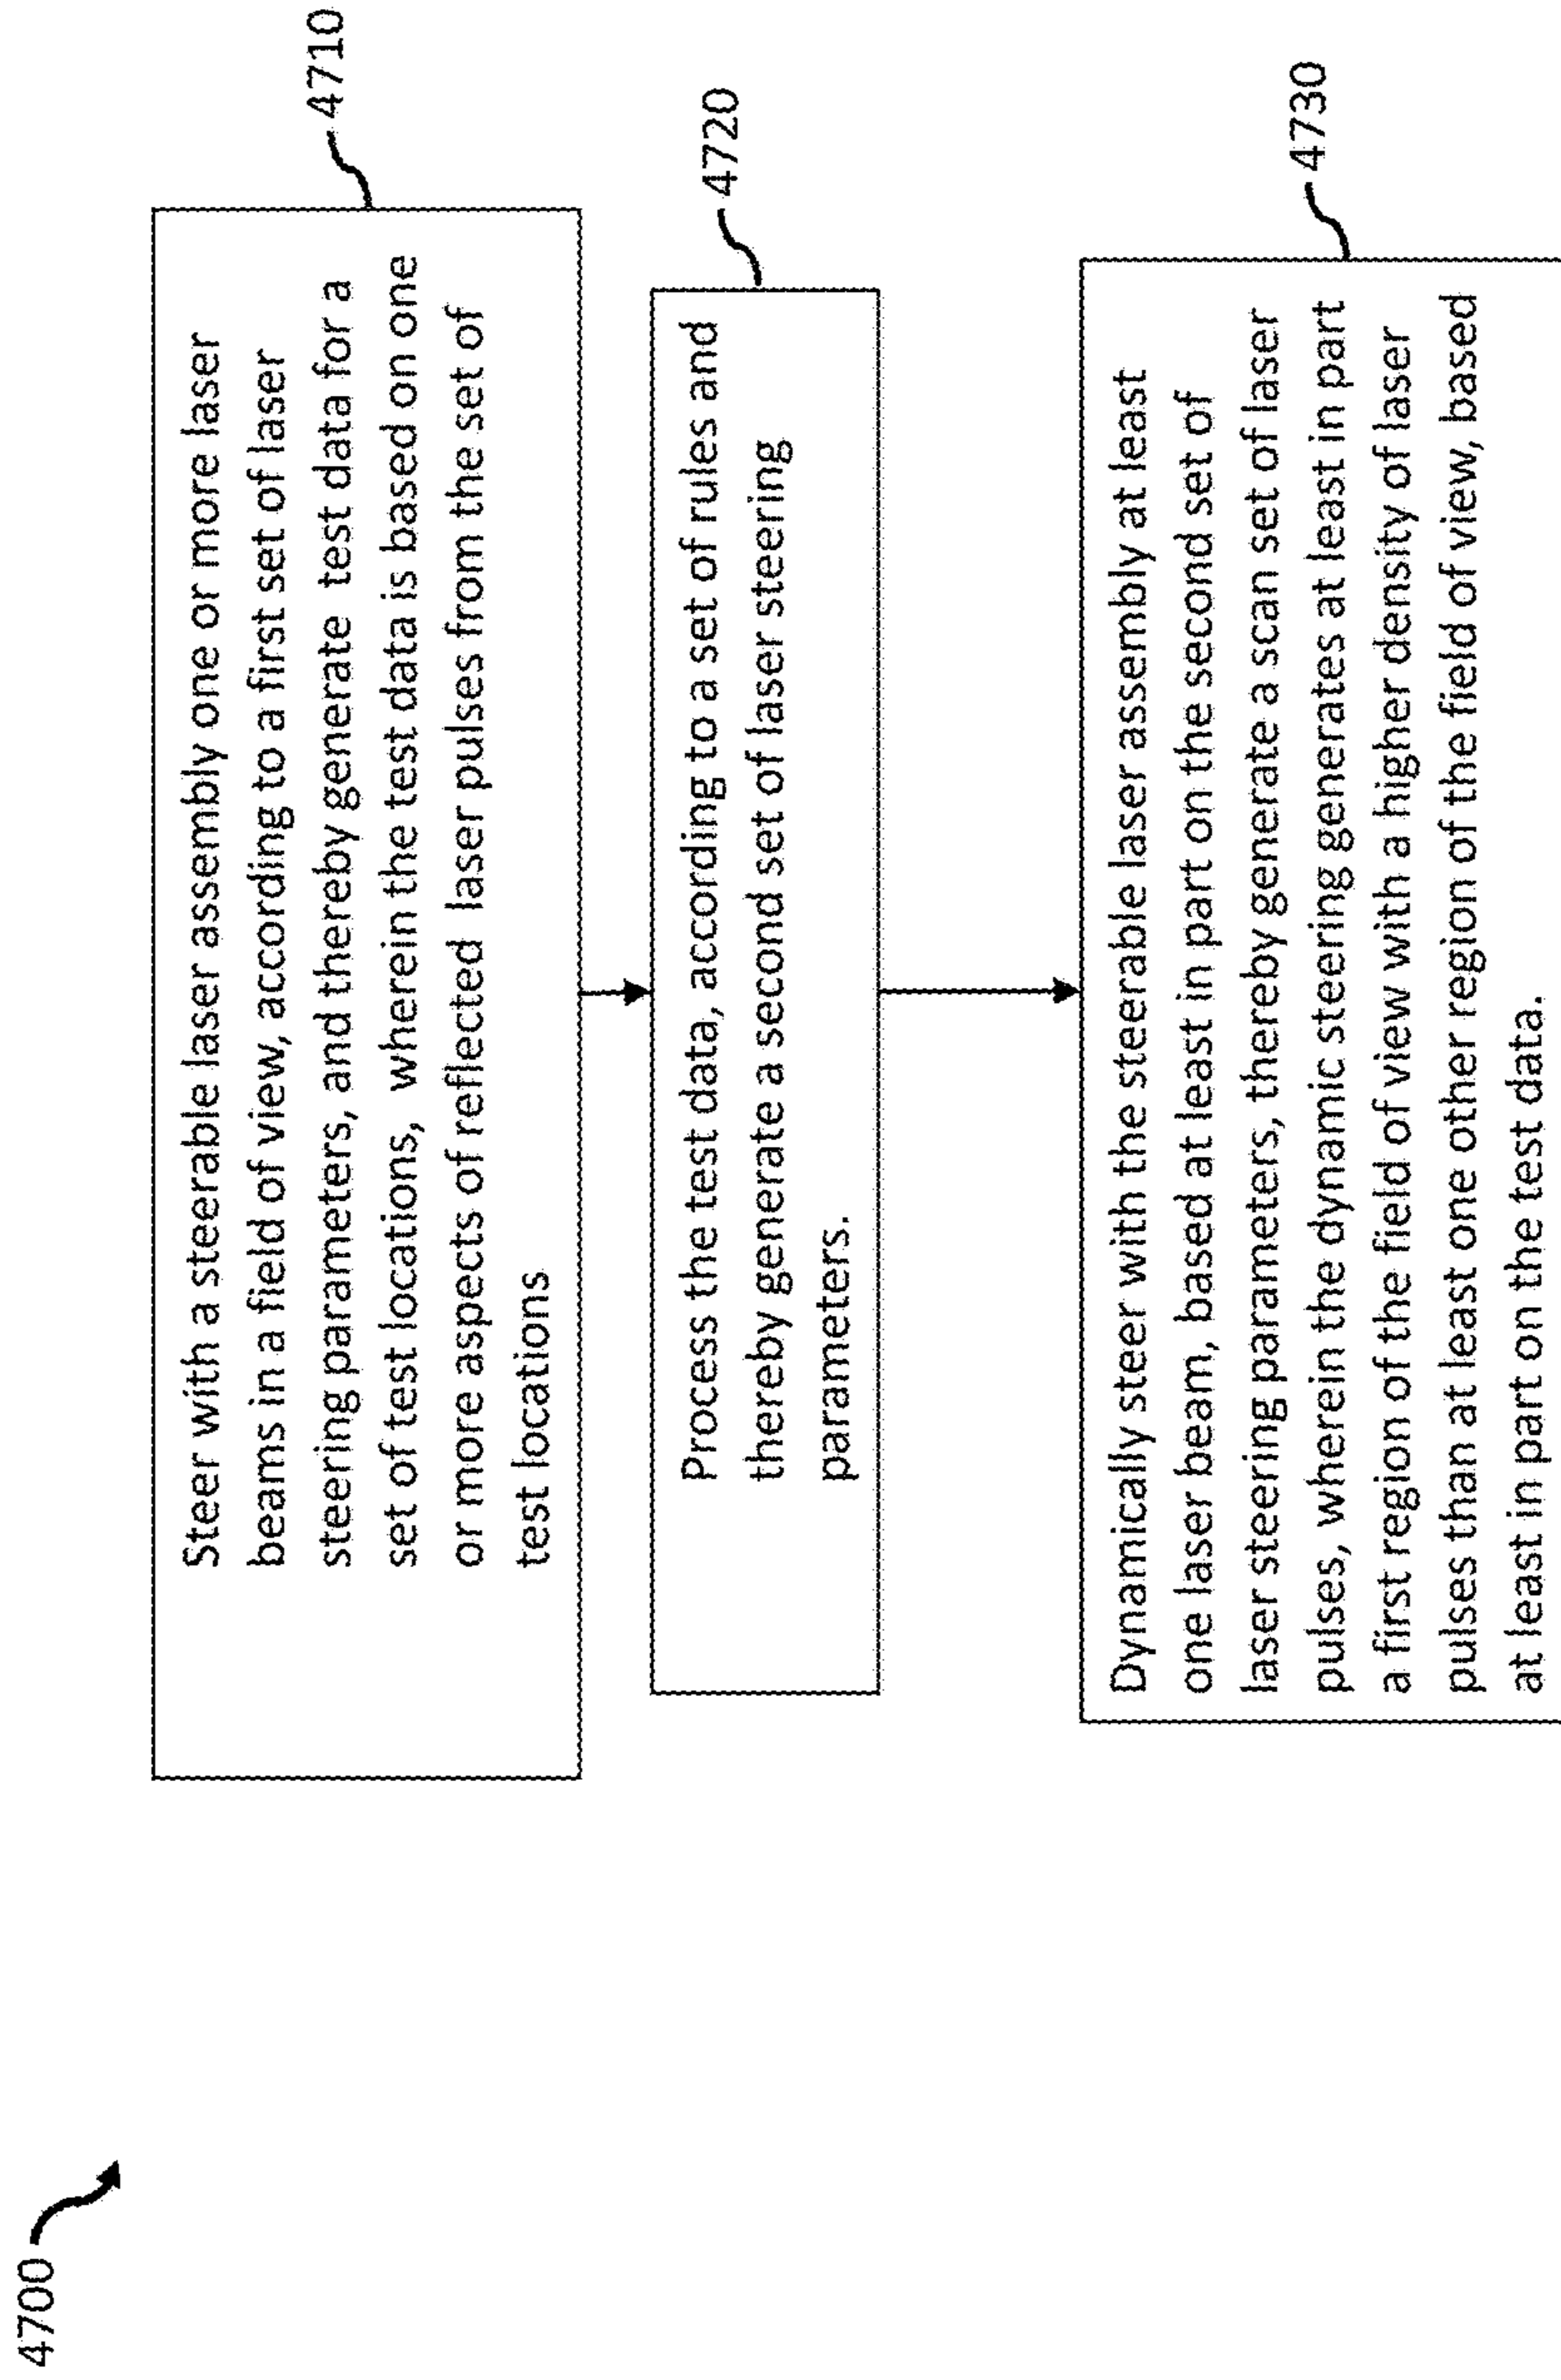 4700
Steer with a steerable laser assembly one or more laser
beams in a field of view, according to a first set of laser
steering parameters, and thereby generate test data for a
set of test locations, wherein the test data is based on one
or more aspects of reflected laser pulses from the set of
test locations
4710
Process the test data, according to a set of rules and
thereby generate a second set of laser steering
parameters.
4720
Dynamically steer with the steerable laser assembly at least
one laser beam, based at least in part on the second set of
laser steering parameters, thereby generate a scan set of laser
pulses, wherein the dynamic steering generates at least in part
a first region of the field of view with a higher density of laser
pulses than at least one other region of the field of view, based
at least in part on the test data.
4730